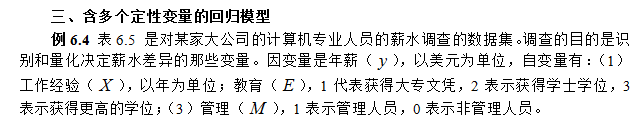 三、含多个定性变量的回归模型
例 6.4 表 6.5 是对某家大公司的计算机专业人员的薪水调查的数据集。调查的目的是识
别和量化决定薪水差异的那些变量。因变量是年薪（y），以美元为单位，自变量有：（1）
工作经验（X），以年为单位；教育（E），1 代表获得大专文凭，2 表示获得学士学位，3
表示获得更高的学位；（3）管理（M），1 表示管理人员，0 表示非管理人员。